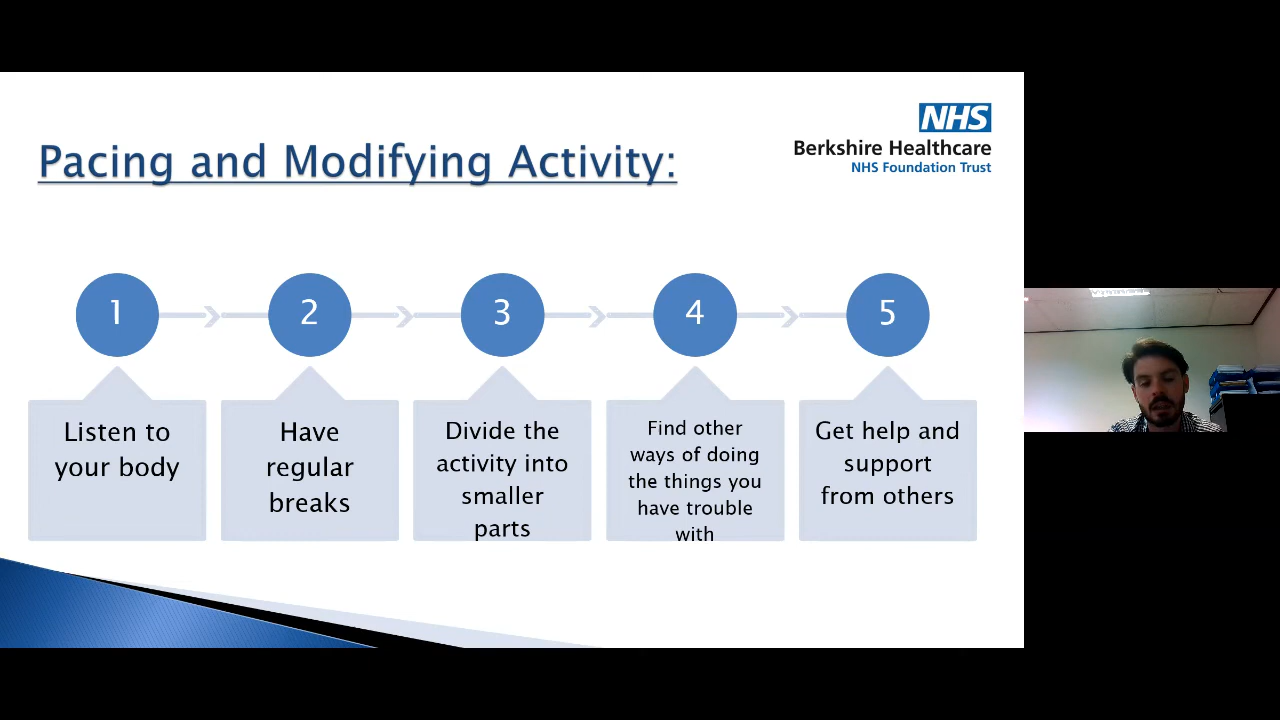 NHS
Berkshire Healthcare
NHS Foundation Trust
Pacing and Modifying Activity:
1
2
3
4
5
Listen to
your body
Have
regular
breaks
Divide the
activity into
smaller
parts
Find other
ways of doing
the things you
have trouble
with
Get help and
support
from others